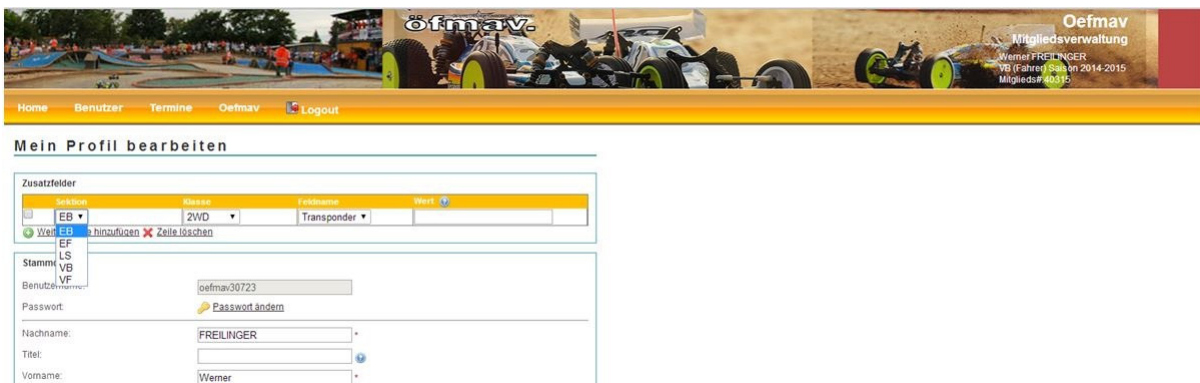 öfmav.
Oefmav
Mitgliedsverwaltung
Werner FREILINGER
VB (Fahrer) Saison 2014-2015
Mitglieds#:40315
Home Benutzer Termine Oefmav Logout
Mein Profil bearbeiten
Zusatzfelder
Sektion Klasse Feldname Wert
EB 2WD Transponder
EB
EF
LS
VB
VF
hinzufügen Zeile löschen
Passwort: Passwort ändern
oefmav30723
Nachname: FREILINGER *
Titel:
Vorname: Werner *